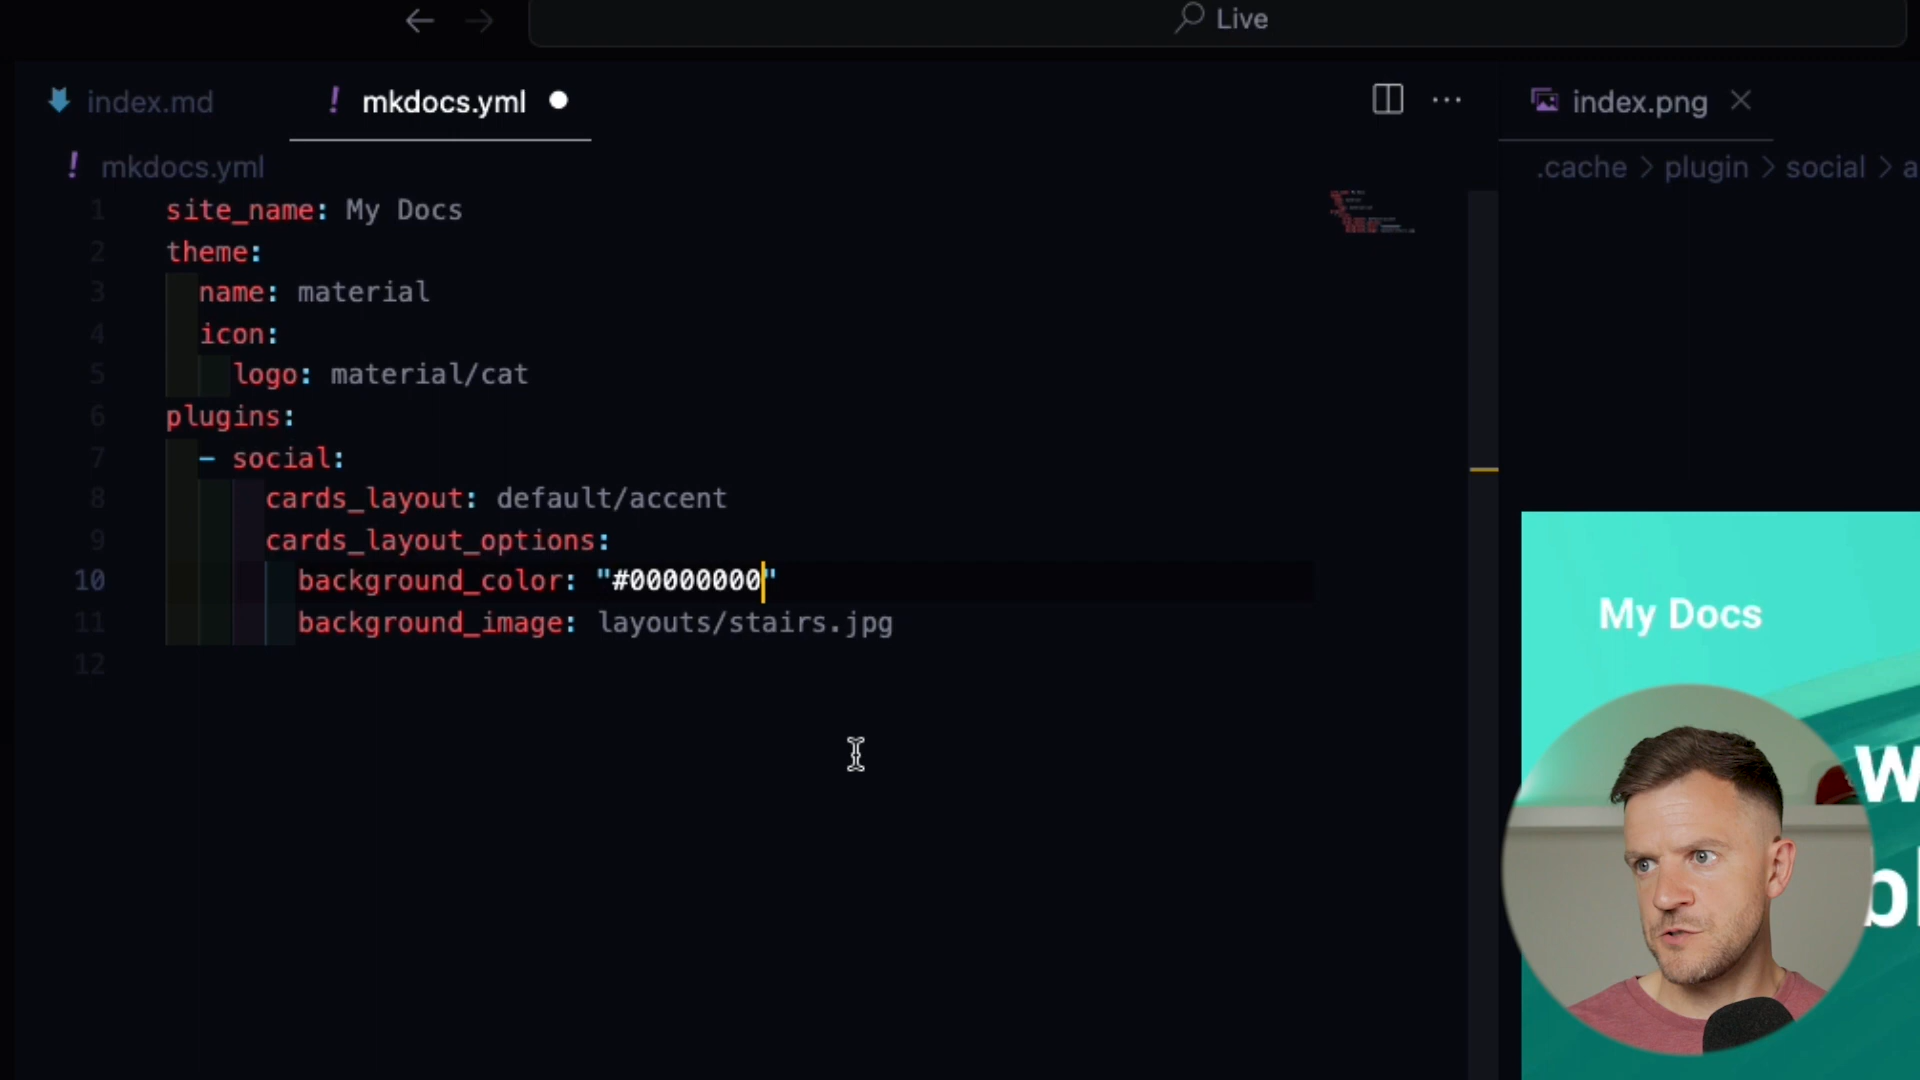 Live
index.md
! mkdocs.yml
index.png
! mkdocs.yml
.cache > plugin > social > a
1 site_name: My Docs
2 theme:
3 name: material
4 icon:
5 logo: material/cat
6 plugins:
7 - social:
8 cards_layout: default/accent
9 cards_layout_options:
10 background_color: "#00000000"
11 background_image: layouts/stairs.jpg
12
My Docs